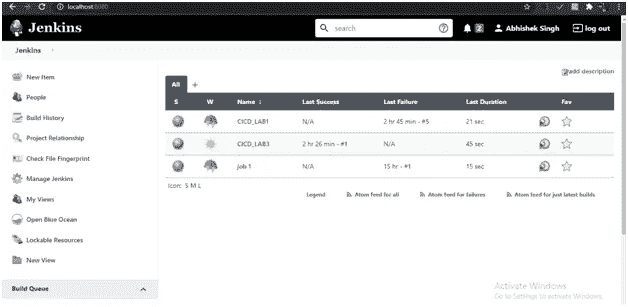 localhost:8080
Jenkins
search
2
Abhishek Singh
log out
Jenkins
New Item
People
Build History
Project Relationship
Check File Fingerprint
Manage Jenkins
My Views
Open Blue Ocean
Lockable Resources
New View
Build Queue
add description
All +
S W Name ↓ Last Success Last Failure Last Duration Fav
CICD_LAB1 N/A 2 hr 45 min - #5 21 sec
CICD_LAB3 2 hr 26 min - #1 N/A 45 sec
Job 1 N/A 15 hr - #1 15 sec
Icon: S M L
Legend Atom feed for all Atom feed for failures Atom feed for just latest builds
Activate Windows
Go to Settings to activate Windows.